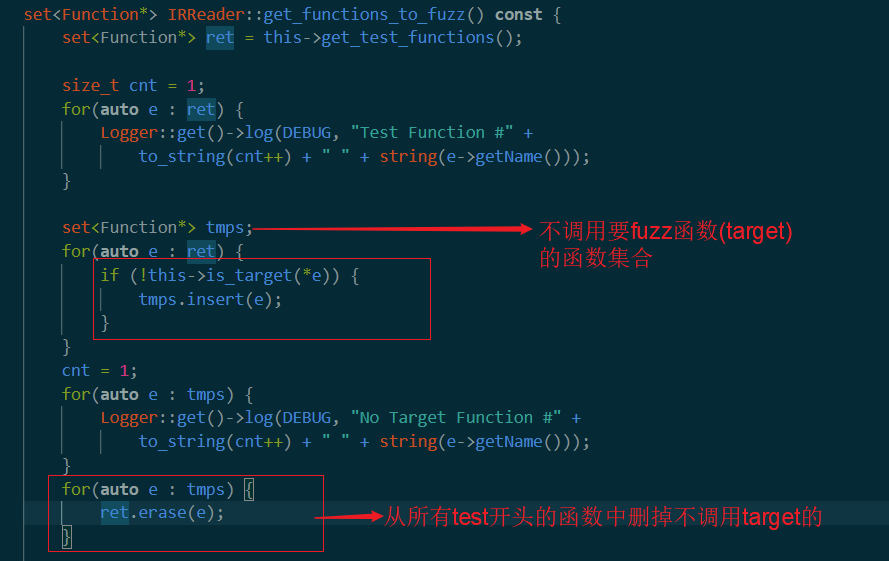 set<Function*> IRReader::get_functions_to_fuzz() const {
set<Function*> ret = this->get_test_functions();
size_t cnt = 1;
for(auto e : ret) {
Logger::get()->log(DEBUG, "Test Function #" +
to_string(cnt++) + " " + string(e->getName()));
}
set<Function*> tmps;
不调用要fuzz函数(target)
的函数集合
for(auto e : ret) {
if (!this->is_target(*e)) {
tmps.insert(e);
}
}
cnt = 1;
for(auto e : tmps) {
Logger::get()->log(DEBUG, "No Target Function #" +
to_string(cnt++) + " " + string(e->getName()));
}
for(auto e : tmps) {
ret.erase(e);
从所有test开头的函数中删掉不调用target的
}